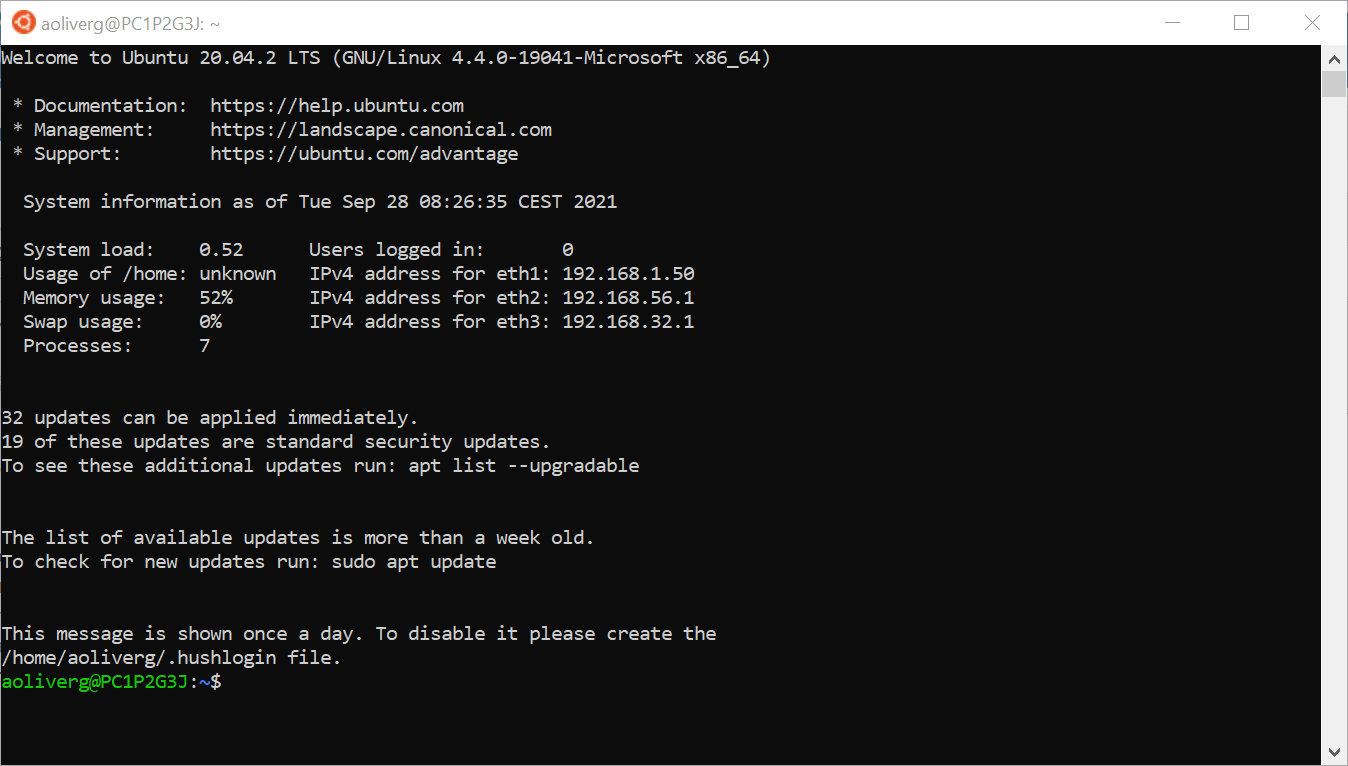 aoliverg@PC1P2G3J: ~
Welcome to Ubuntu 20.04.2 LTS (GNU/Linux 4.4.0-19041-Microsoft x86_64)
* Documentation:  https://help.ubuntu.com
* Management:     https://landscape.canonical.com
* Support:        https://ubuntu.com/advantage
System information as of Tue Sep 28 08:26:35 CEST 2021
System load:    0.52      Users logged in:       0
Usage of /home: unknown   IPv4 address for eth1: 192.168.1.50
Memory usage:   52%       IPv4 address for eth2: 192.168.56.1
Swap usage:     0%        IPv4 address for eth3: 192.168.32.1
Processes:      7
32 updates can be applied immediately.
19 of these updates are standard security updates.
To see these additional updates run: apt list --upgradable
The list of available updates is more than a week old.
To check for new updates run: sudo apt update
This message is shown once a day. To disable it please create the
/home/aoliverg/.hushlogin file.
aoliverg@PC1P2G3J:~$